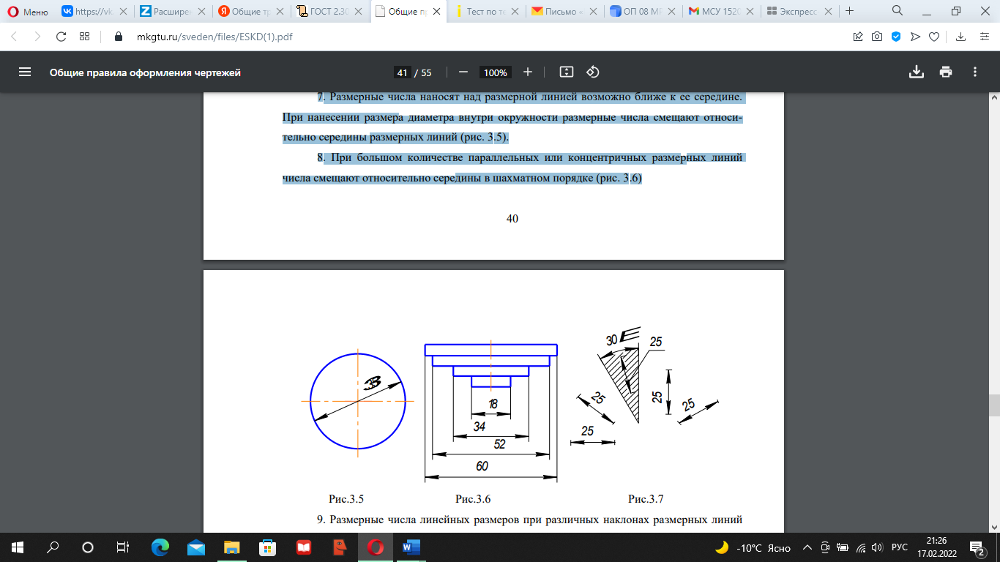 Меню
https://vk
Расширен
Общие тр
ГОСТ 2.30
Общие пр
Тест по те
Письмо «
ОП 08 МР
МСУ 1520
Экспресс
mkgtu.ru/sveden/files/ESKD(1).pdf
Общие правила оформления чертежей
41 / 55
100%
7. Размерные числа наносят над размерной линией возможно ближе к ее середине.
При нанесении размера диаметра внутри окружности размерные числа смещают относи-
тельно середины размерных линий (рис. 3.5).
8. При большом количестве параллельных или концентричных размерных линий
числа смещают относительно середины в шахматном порядке (рис. 3.6)
40
18
34
52
60
30
25
25
25
25
25
Рис.3.5
Рис.3.6
Рис.3.7
9. Размерные числа линейных размеров при различных наклонах размерных линий
-10°C Ясно
РУС
21:26
17.02.2022
2